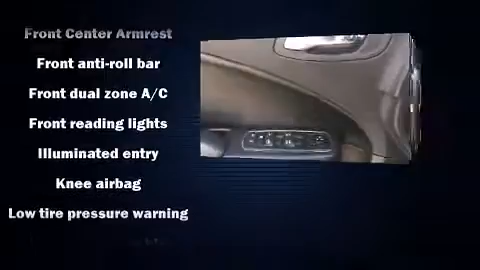 Front Center Armrest
Front anti-roll bar
Front dual zone A/C
Front reading lights
Illuminated entry
Knee airbag
Low tire pressure warning